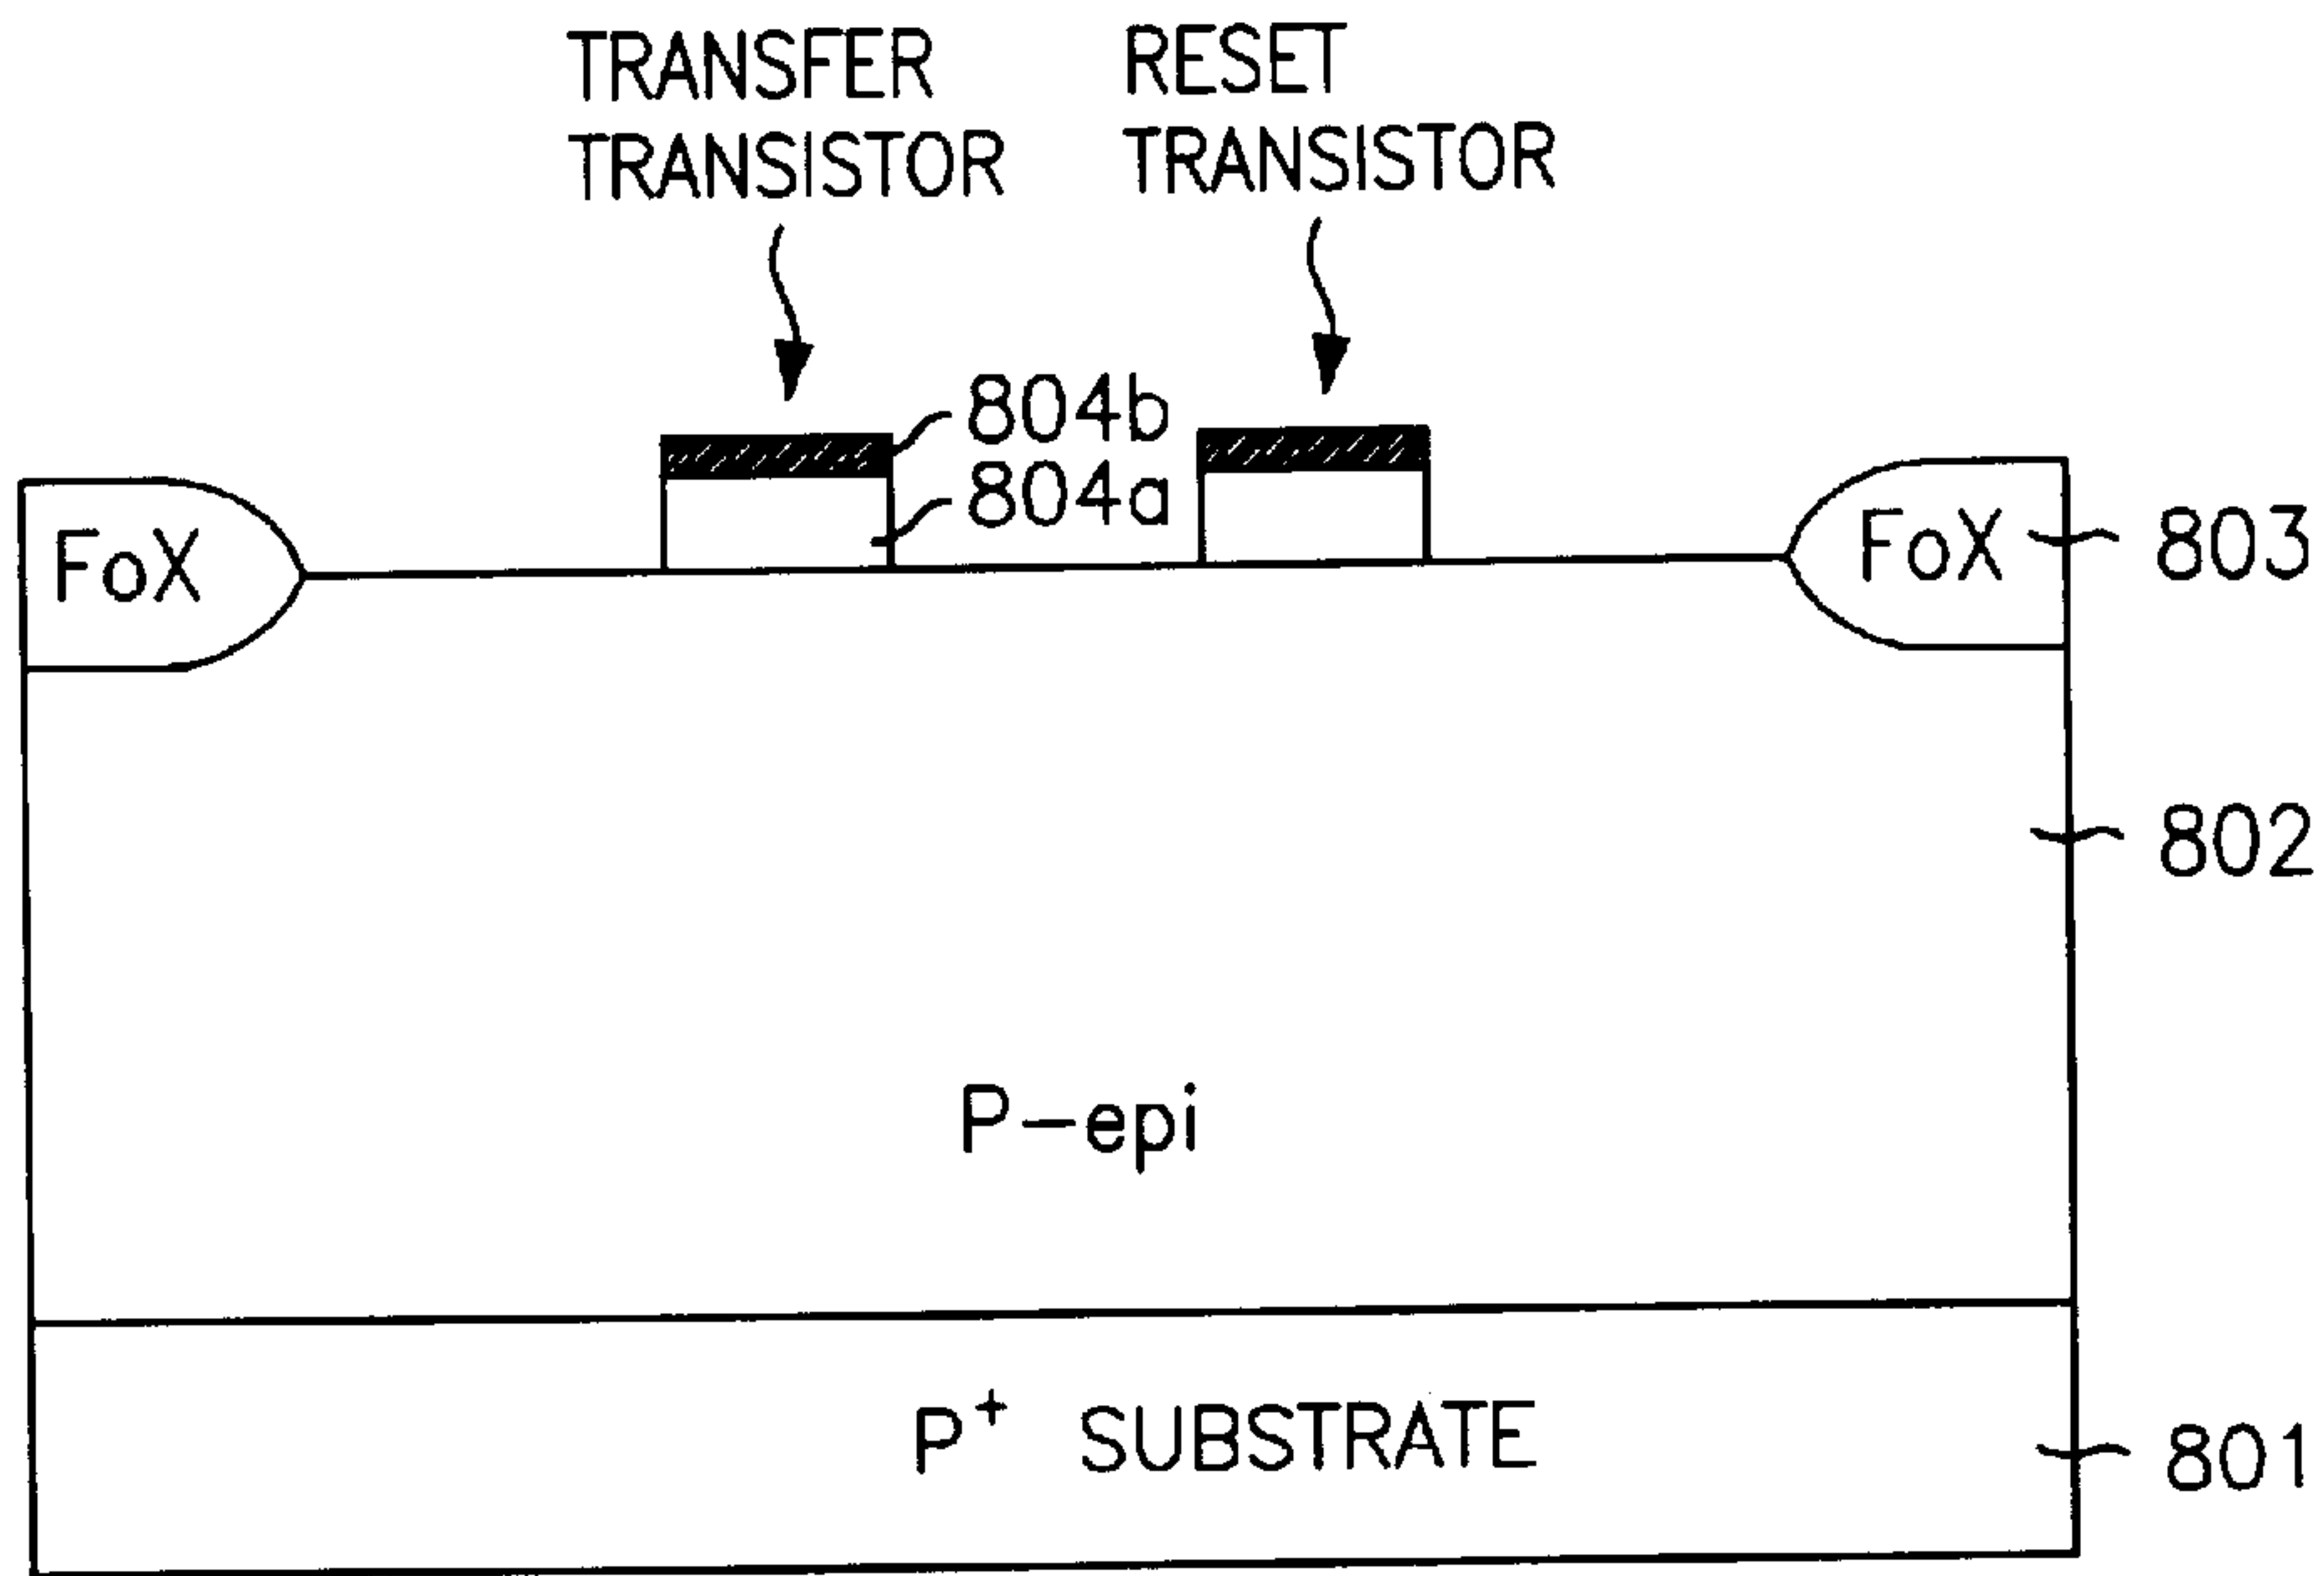 TRANSFER
TRANSISTOR
RESET
TRANSISTOR
804b
804a
FoX
FoX
803
802
P-epi
P+ SUBSTRATE
801